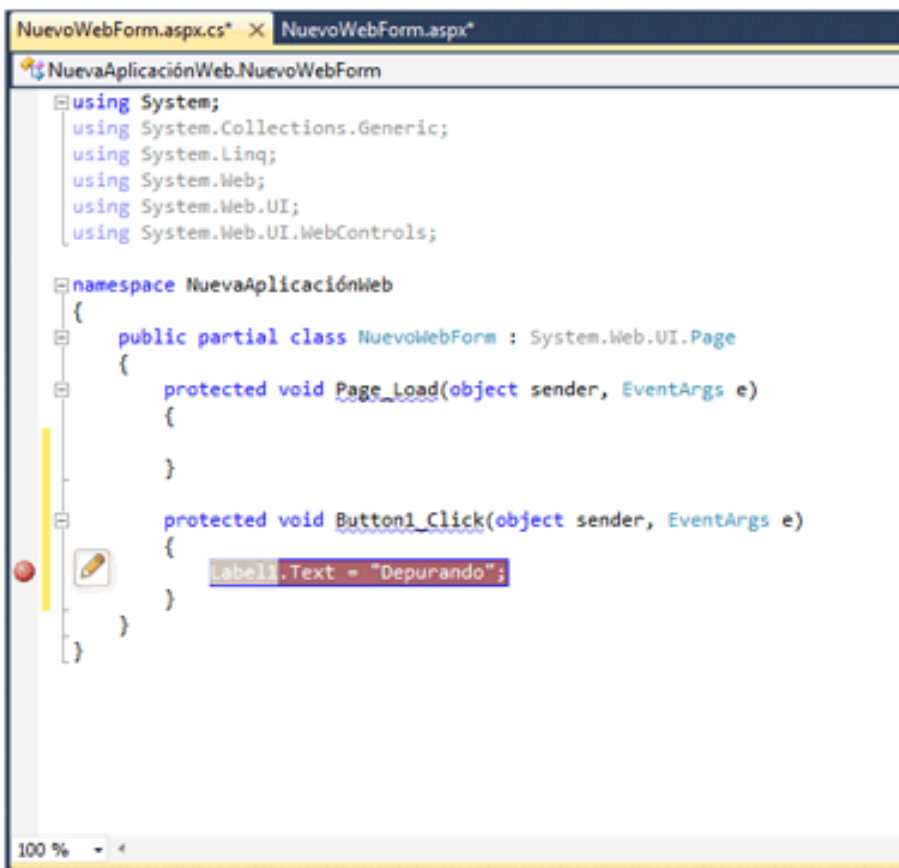 NuevoWebForm.aspx.cs* NuevoWebForm.aspx*
NuevaAplicaciónWeb.NuevoWebForm
using System;
using System.Collections.Generic;
using System.Linq;
using System.Web;
using System.Web.UI;
using System.Web.UI.WebControls;
namespace NuevaAplicaciónWeb
{
public partial class NuevoWebForm : System.Web.UI.Page
{
protected void Page_Load(object sender, EventArgs e)
{
}
protected void Button1_Click(object sender, EventArgs e)
{
Label1.Text = "Depurando";
}
}
}
100 %